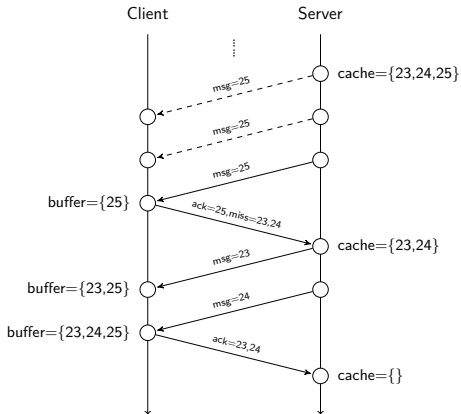 Client
Server
cache={23,24,25}
msg=25
msg=25
msg=25
buffer={25}
ack=25,miss=23,24
cache={23,24}
msg=23
buffer={23,25}
msg=24
buffer={23,24,25}
ack=23,24
cache={}